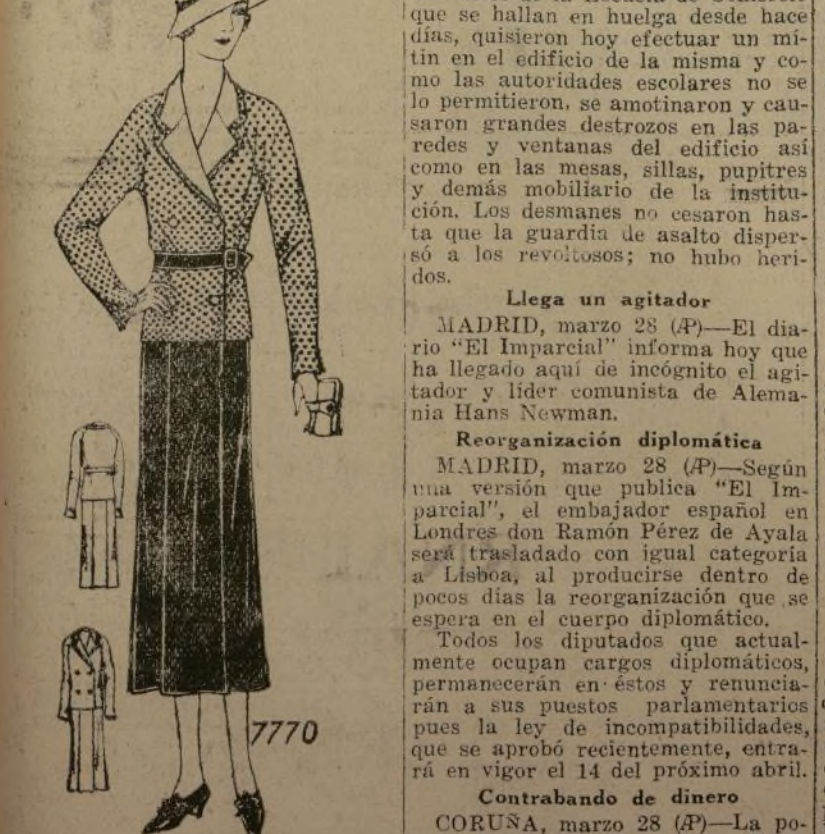 7770
que se hallan en huelga desde hace
días, quisieron hoy efectuar un mí-
tin en el edificio de la misma y co-
mo las autoridades escolares no se
lo permitieron, se amotinaron y cau-
saron grandes destrozos en las pa-
redes y ventanas del edificio así
como en las mesas, sillas, pupitres
y demás mobiliario de la institu-
ción. Los desmanes no cesaron has-
ta que la guardia de asalto disper-
só a los revoltosos; no hubo heri-
dos.
Llega un agitador
MADRID, marzo 28 (AP)—El dia-
rio "El Imparcial" informa hoy que
ha llegado aquí de incógnito el agi-
tador y líder comunista de Alema-
nia Hans Newman.
Reorganización diplomática
MADRID, marzo 28 (AP)—Según
una versión que publica "El Im-
parcial", el embajador español en
Londres don Ramón Pérez de Ayala
será trasladado con igual categoría
a Lisboa, al producirse dentro de
pocos días la reorganización que se
espera en el cuerpo diplomático.
Todos los diputados que actual-
mente ocupan cargos diplomáticos,
permanecerán en éstos y renuncia-
rán a sus puestos parlamentarios
pues la ley de incompatibilidades,
que se aprobó recientemente, entra-
rá en vigor el 14 del próximo abril.
Contrabando de dinero
CORUÑA, marzo 28 (AP)—La po-